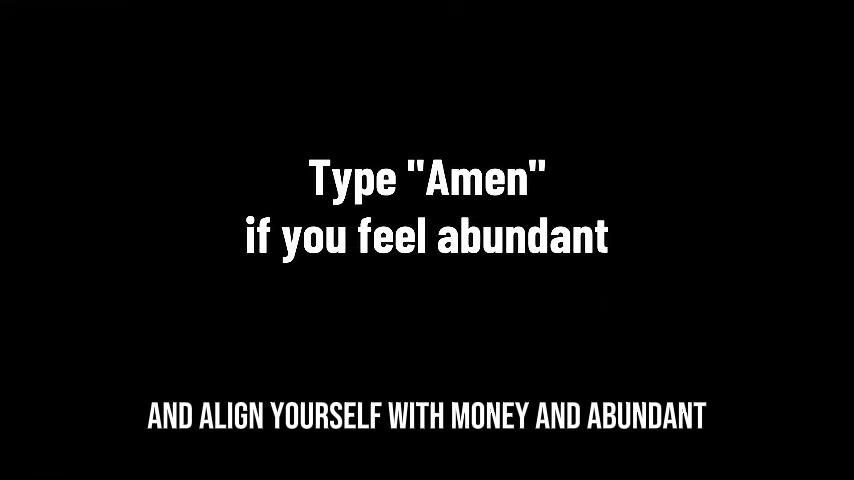 Type "Amen"
if you feel abundant
AND ALIGN YOURSELF WITH MONEY AND ABUNDANT